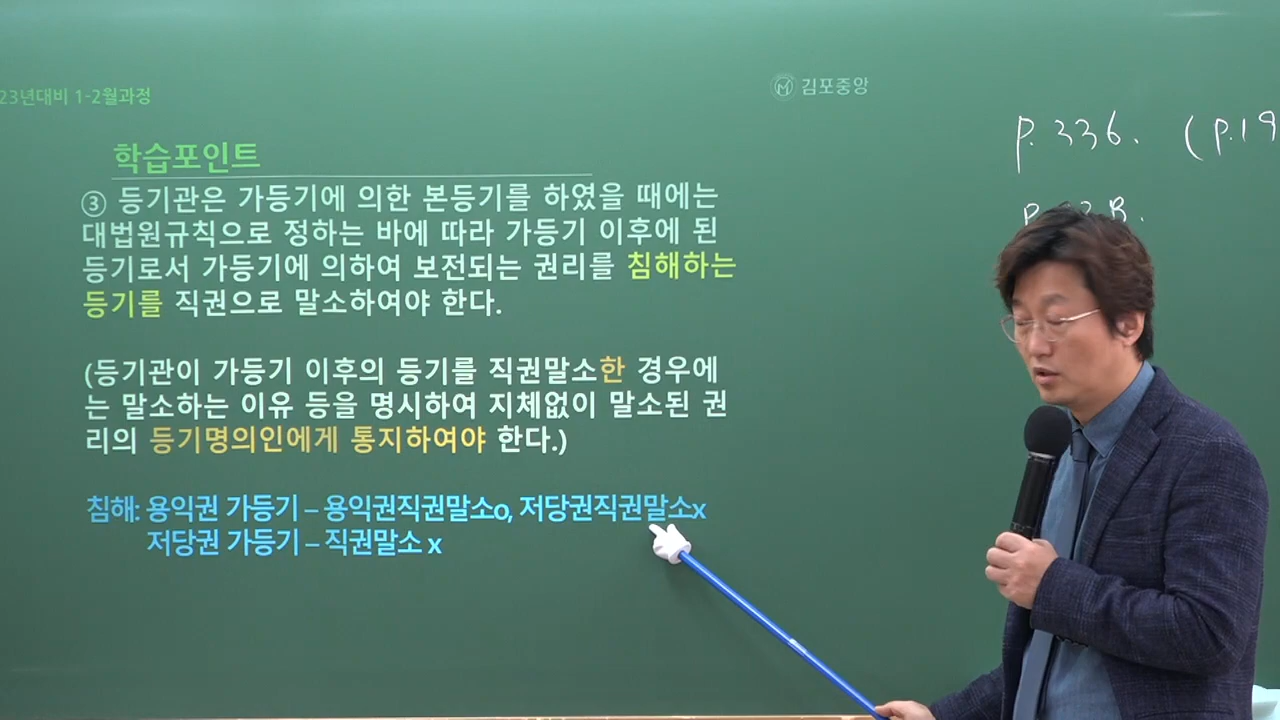 23년대비 1-2월과정
김포중앙
P. 336. (P.19
학습포인트
③ 등기관은 가등기에 의한 본등기를 하였을 때에는
대법원규칙으로 정하는 바에 따라 가등기 이후에 된
등기로서 가등기에 의하여 보전되는 권리를 침해하는
등기를 직권으로 말소하여야 한다.
(등기관이 가등기 이후의 등기를 직권말소한 경우에
는 말소하는 이유 등을 명시하여 지체없이 말소된 권
리의 등기명의인에게 통지하여야 한다.)
침해: 용익권 가등기 – 용익권직권말소o, 저당권직권말소x
저당권 가등기 – 직권말소 x